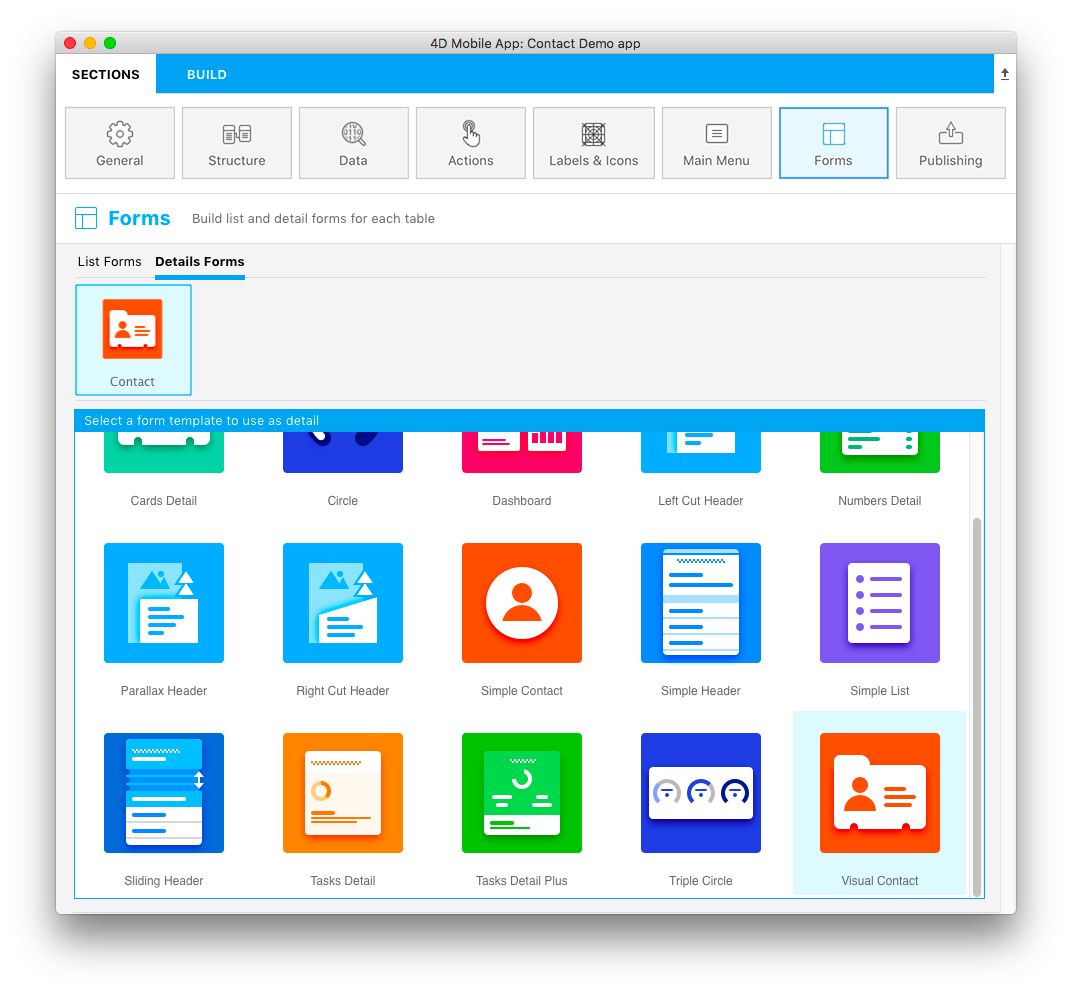 4D Mobile App: Contact Demo app
SECTIONS BUILD
General Structure Data Actions Labels & Icons Main Menu Forms Publishing
Forms Build list and detail forms for each table
List Forms Details Forms
Contact
Select a form template to use as detail
Cards Detail Circle Dashboard Left Cut Header Numbers Detail
Parallax Header Right Cut Header Simple Contact Simple Header Simple List
Sliding Header Tasks Detail Tasks Detail Plus Triple Circle Visual Contact